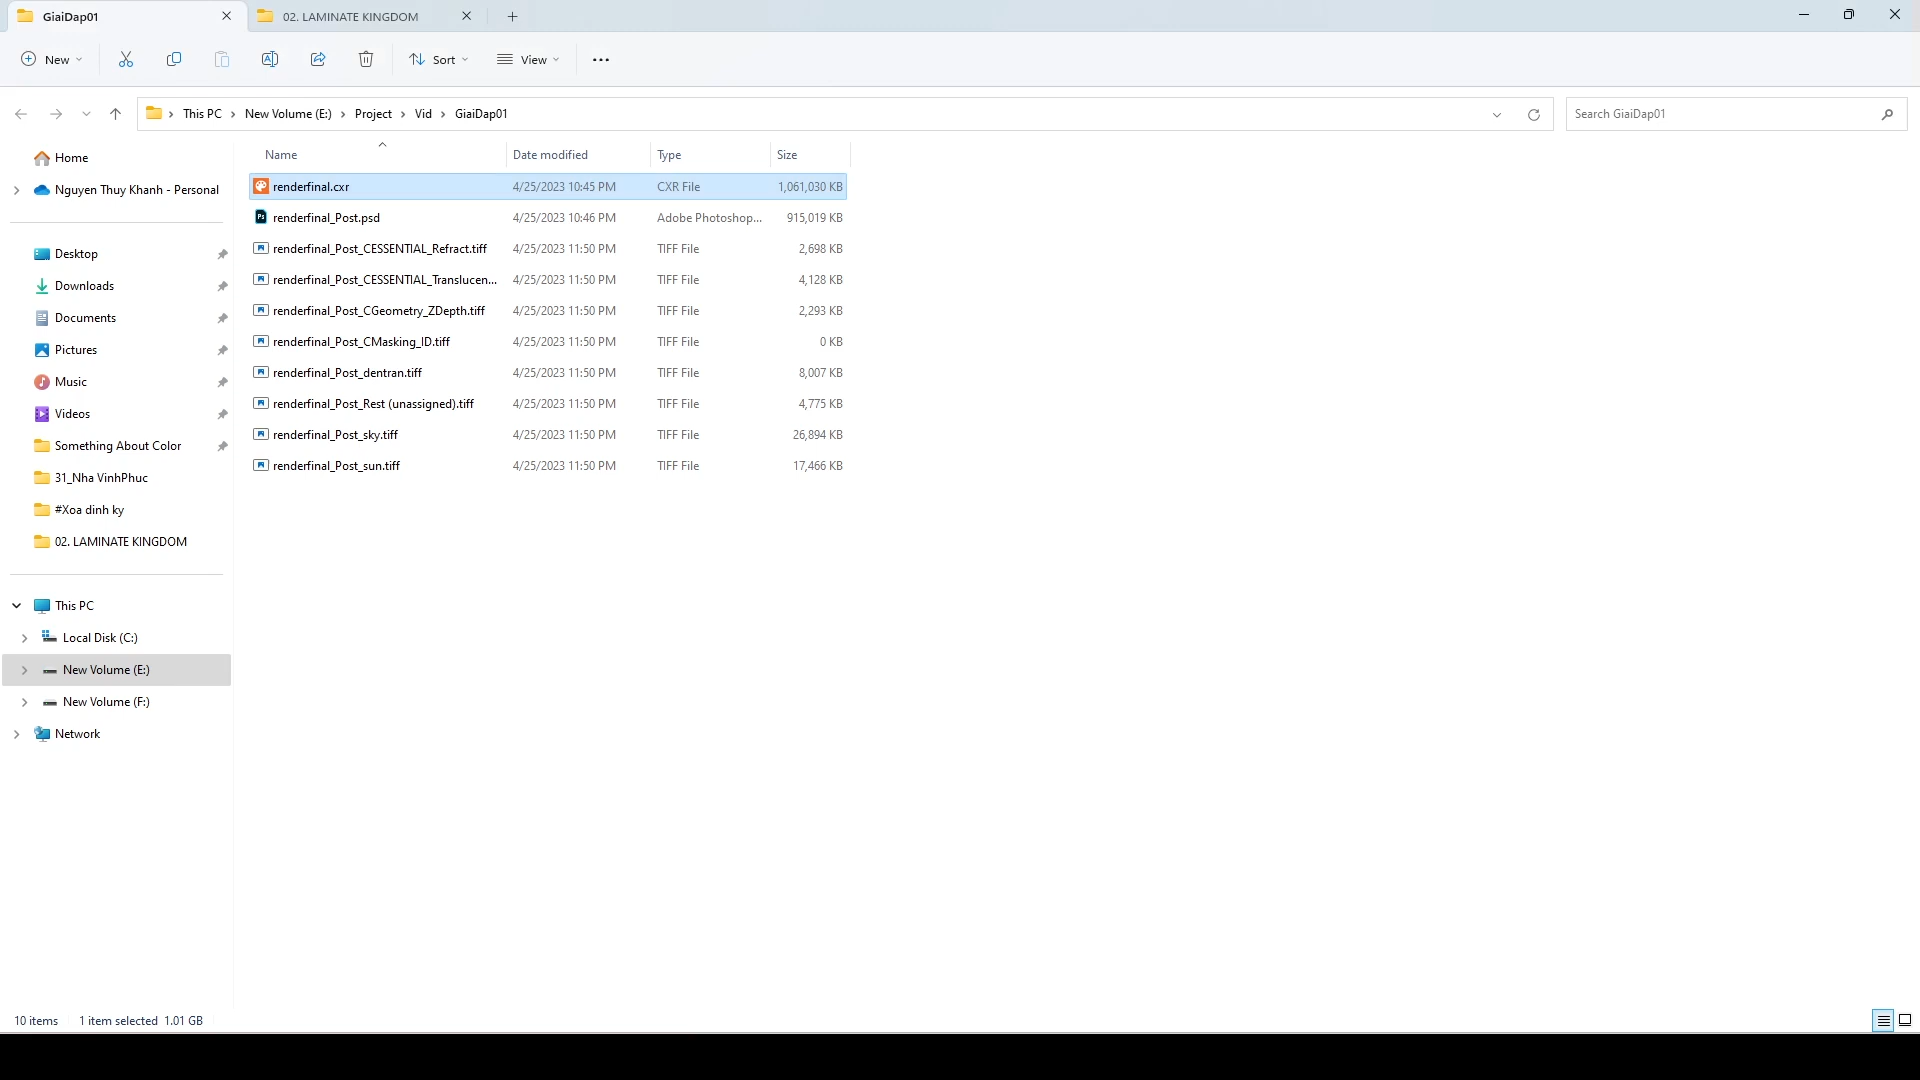 GiaiDap01
02. LAMINATE KINGDOM
New
Sort
View
This PC
New Volume (E:)
Project
Vid
GiaiDap01
Search GiaiDap01
Home
Nguyen Thuy Khanh - Personal
Desktop
Downloads
Documents
Pictures
Music
Videos
Something About Color
31_Nha VinhPhuc
#Xoa dinh ky
02. LAMINATE KINGDOM
This PC
Local Disk (C:)
New Volume (E:)
New Volume (F:)
Network
Name Date modified Type Size
renderfinal.cxr 4/25/2023 10:45 PM CXR File 1,061,030 KB
Ps renderfinal_Post.psd 4/25/2023 10:46 PM Adobe Photoshop... 915,019 KB
renderfinal_Post_CESSENTIAL_Refract.tiff 4/25/2023 11:50 PM TIFF File 2,698 KB
renderfinal_Post_CESSENTIAL_Translucen... 4/25/2023 11:50 PM TIFF File 4,128 KB
renderfinal_Post_CGeometry_ZDepth.tiff 4/25/2023 11:50 PM TIFF File 2,293 KB
renderfinal_Post_CMasking_ID.tiff 4/25/2023 11:50 PM TIFF File 0 KB
renderfinal_Post_dentran.tiff 4/25/2023 11:50 PM TIFF File 8,007 KB
renderfinal_Post_Rest (unassigned).tiff 4/25/2023 11:50 PM TIFF File 4,775 KB
renderfinal_Post_sky.tiff 4/25/2023 11:50 PM TIFF File 26,894 KB
renderfinal_Post_sun.tiff 4/25/2023 11:50 PM TIFF File 17,466 KB
10 items 1 item selected 1.01 GB